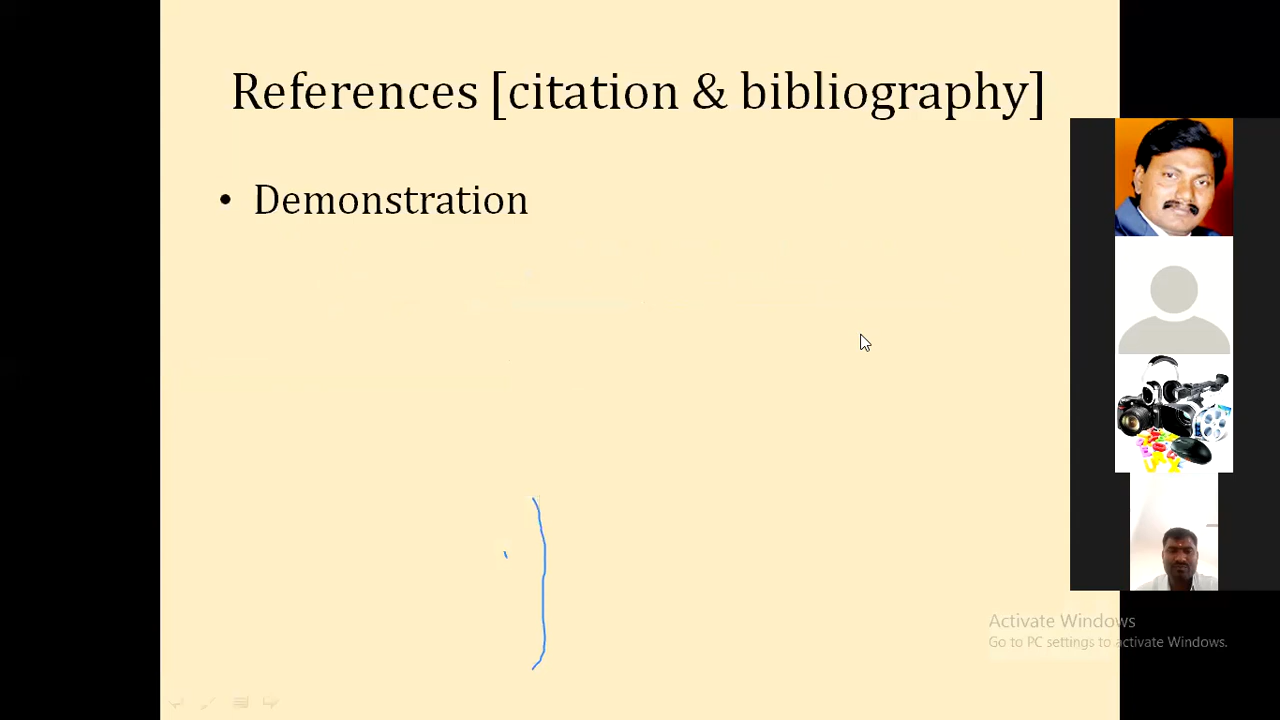 References [citation & bibliography]
• Demonstration
Activate Windows
Go to PC settings to activate Windows.